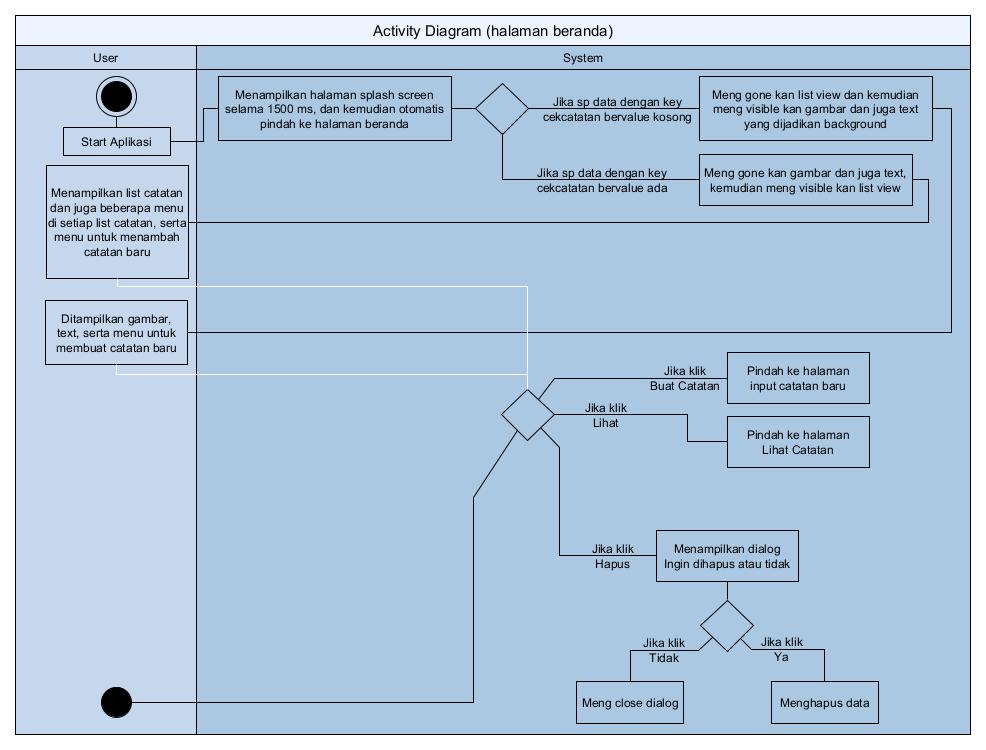 Activity Diagram (halaman beranda)
User
System
Start Aplikasi
Menampilkan halaman splash screen
selama 1500 ms, dan kemudian otomatis
pindah ke halaman beranda
Jika sp data dengan key
cekcatatan bervalue kosong
Meng gone kan list view dan kemudian
meng visible kan gambar dan juga text
yang dijadikan background
Jika sp data dengan key
cekcatatan bervalue ada
Meng gone kan gambar dan juga text,
kemudian meng visible kan list view
Menampilkan list catatan
dan juga beberapa menu
di setiap list catatan, serta
menu untuk menambah
catatan baru
Ditampilkan gambar,
text, serta menu untuk
membuat catatan baru
Jika klik
Buat Catatan
Pindah ke halaman
input catatan baru
Jika klik
Lihat
Pindah ke halaman
Lihat Catatan
Jika klik
Hapus
Menampilkan dialog
Ingin dihapus atau tidak
Jika klik
Tidak
Jika klik
Ya
Meng close dialog
Menghapus data